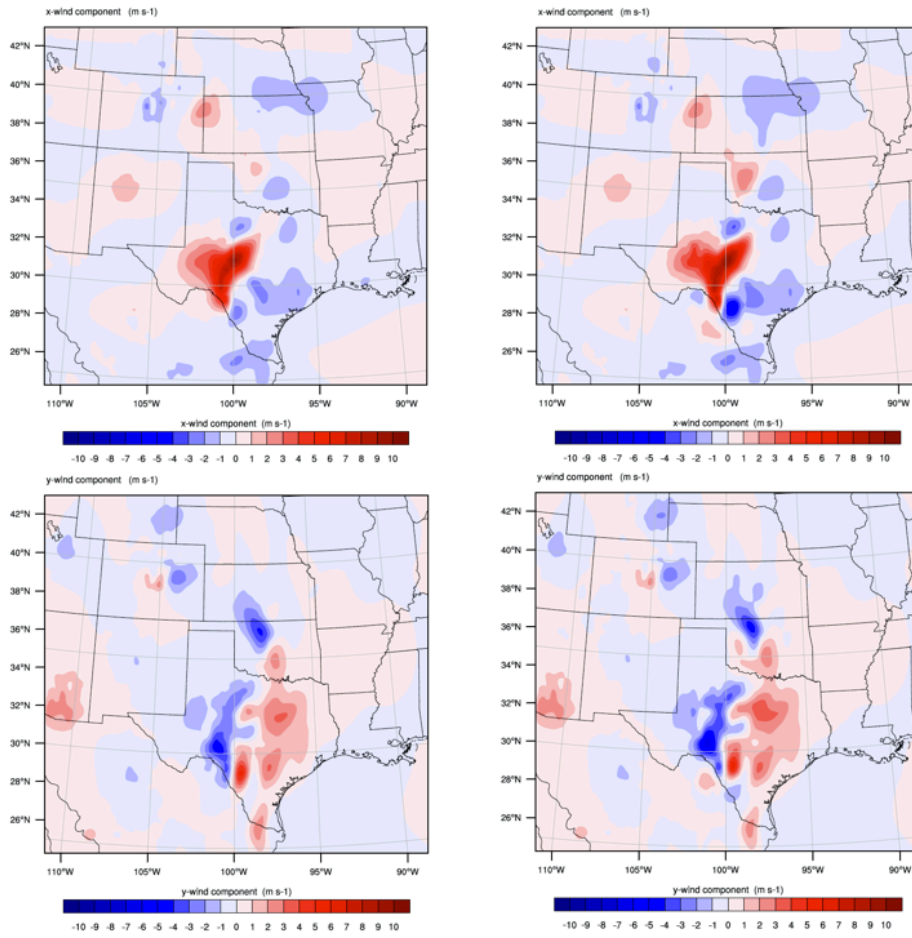 x-wind component (m s-1)
42°N
40°N
38°N
36°N
34°N
32°N
30°N
28°N
26°N
110°W 105°W 100°W 95°W 90°W
x-wind component (m s-1)
-10 -9 -8 -7 -6 -5 -4 -3 -2 -1 0 1 2 3 4 5 6 7 8 9 10
x-wind component (m s-1)
42°N
40°N
38°N
36°N
34°N
32°N
30°N
28°N
26°N
110°W 105°W 100°W 95°W 90°W
x-wind component (m s-1)
-10 -9 -8 -7 -6 -5 -4 -3 -2 -1 0 1 2 3 4 5 6 7 8 9 10
y-wind component (m s-1)
42°N
40°N
38°N
36°N
34°N
32°N
30°N
28°N
26°N
110°W 105°W 100°W 95°W 90°W
y-wind component (m s-1)
-10 -9 -8 -7 -6 -5 -4 -3 -2 -1 0 1 2 3 4 5 6 7 8 9 10
y-wind component (m s-1)
42°N
40°N
38°N
36°N
34°N
32°N
30°N
28°N
26°N
110°W 105°W 100°W 95°W 90°W
y-wind component (m s-1)
-10 -9 -8 -7 -6 -5 -4 -3 -2 -1 0 1 2 3 4 5 6 7 8 9 10